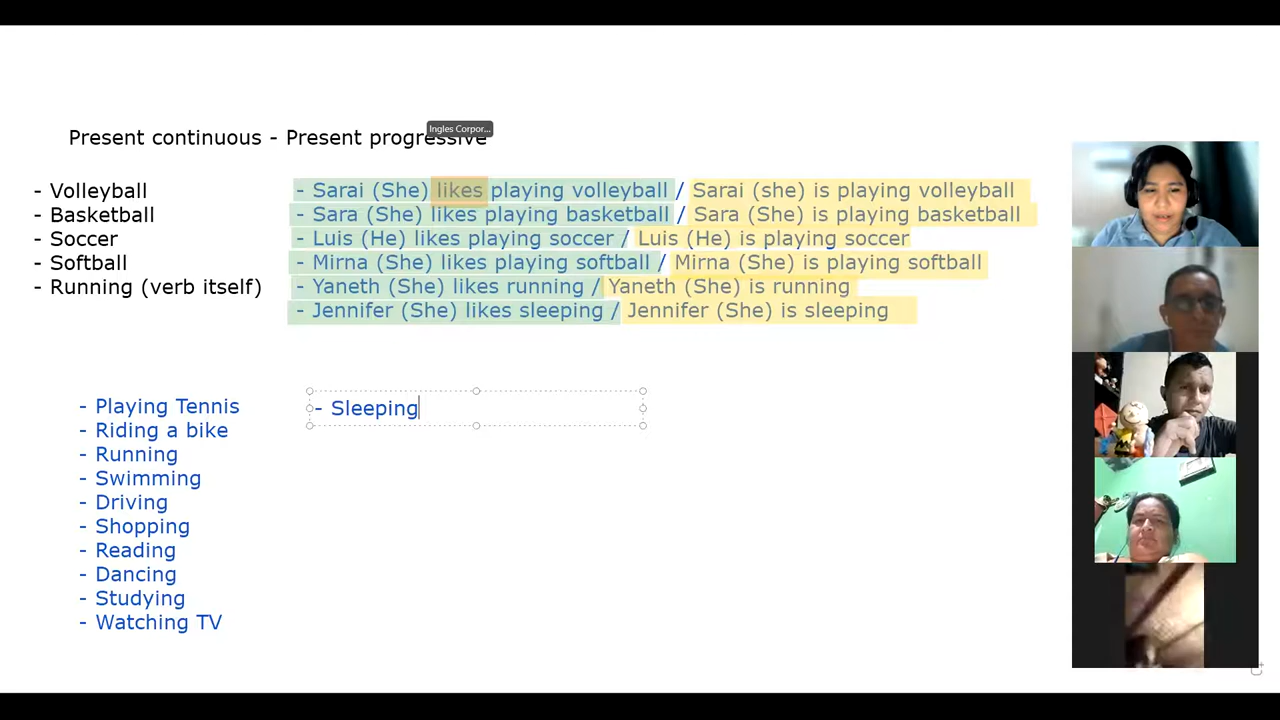 Present continuous - Present progressive
Ingles Corpor...
- Volleyball
- Basketball
- Soccer
- Softball
- Running (verb itself)
- Sarai (She) likes playing volleyball / Sarai (she) is playing volleyball
- Sara (She) likes playing basketball / Sara (She) is playing basketball
- Luis (He) likes playing soccer / Luis (He) is playing soccer
- Mirna (She) likes playing softball / Mirna (She) is playing softball
- Yaneth (She) likes running / Yaneth (She) is running
- Jennifer (She) likes sleeping / Jennifer (She) is sleeping
- Playing Tennis
- Riding a bike
- Running
- Swimming
- Driving
- Shopping
- Reading
- Dancing
- Studying
- Watching TV
- Sleeping